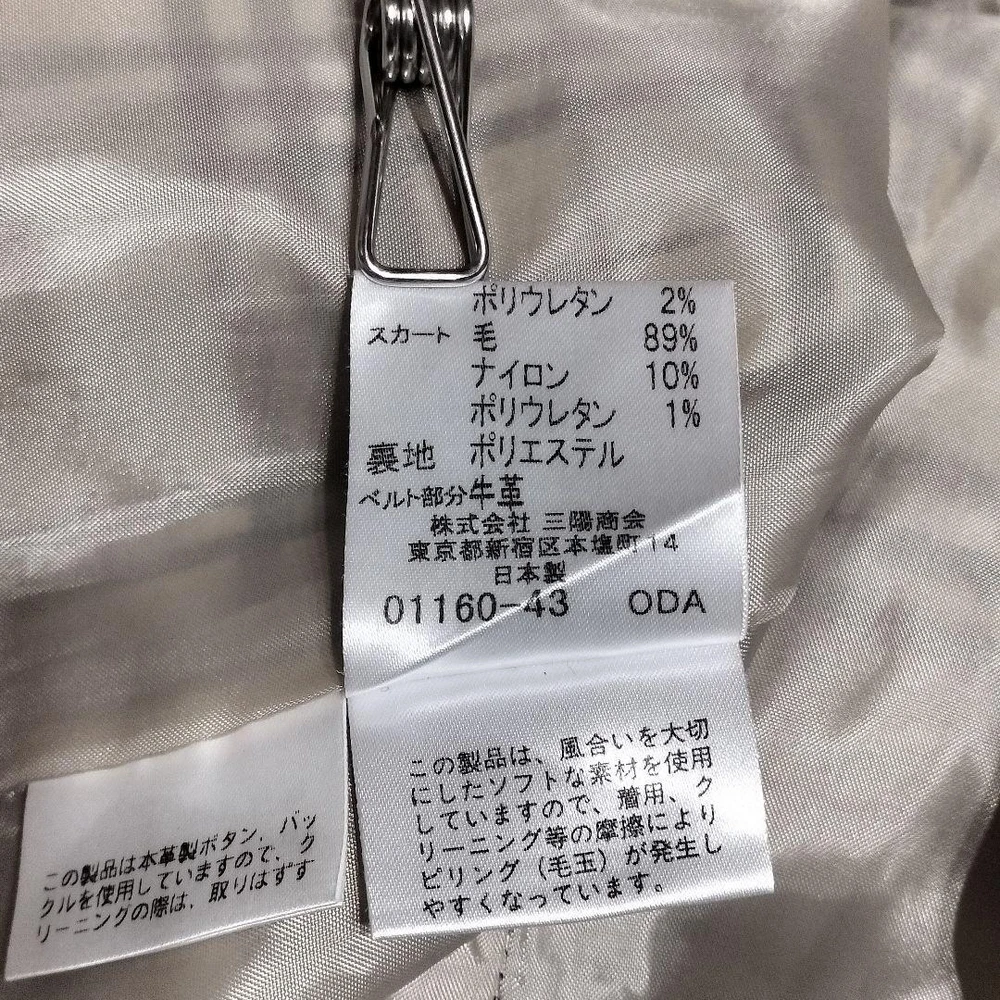 ポリウレタン 2%
スカート 毛 89%
ナイロン 10%
ポリウレタン 1%
裏地 ポリエステル
ベルト部分 牛革
株式会社 三陽商会
東京都新宿区本塩町14
日本製
01160-43 ODA
この製品は、風合いを大切
にしたソフトな素材を使用
していますので、着用、ク
リーニング等の摩擦により
ピリング（毛玉）が発生し
やすくなっています。
この製品は本革製ボタン、バッ
クルを使用していますので、ク
リーニングの際は、取りはずす